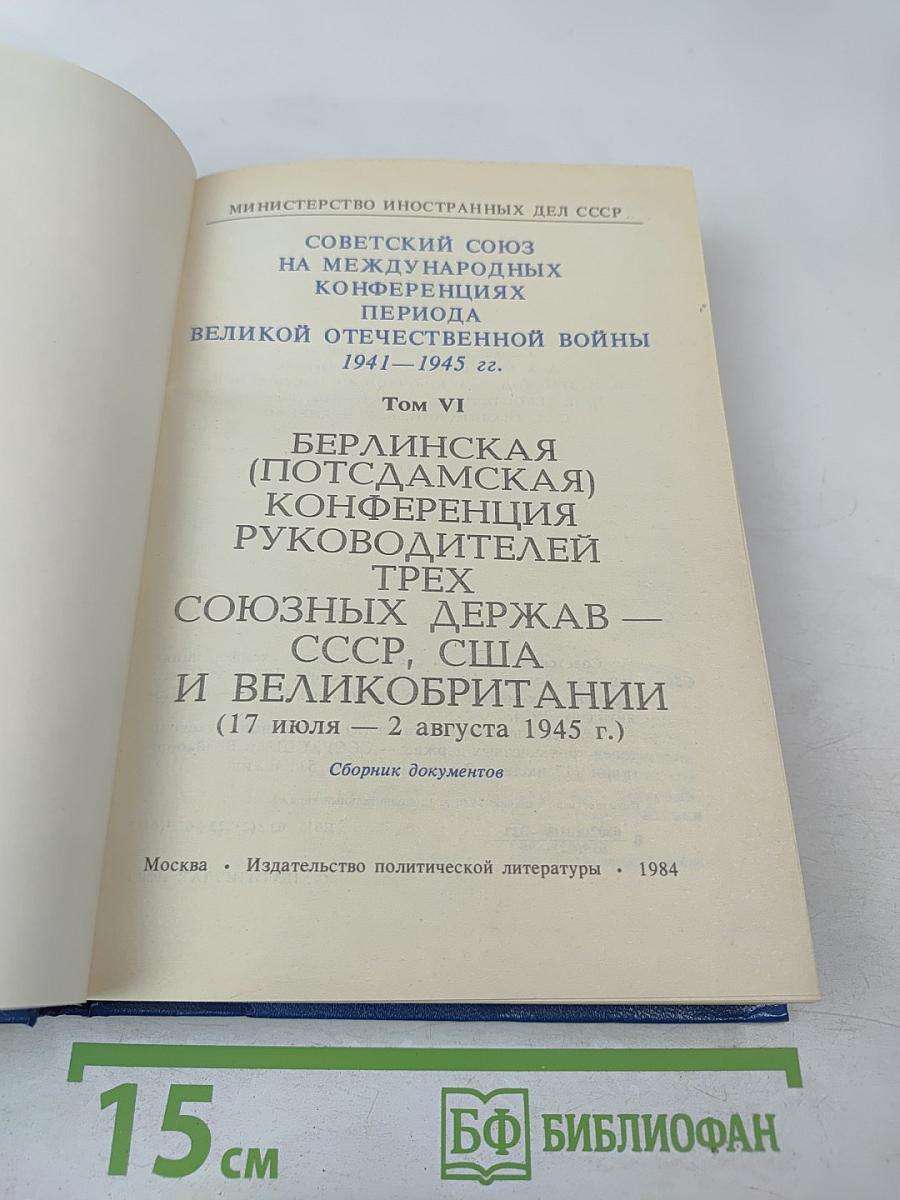 МИНИСТЕРСТВО ИНОСТРАННЫХ ДЕЛ СССР
СОВЕТСКИЙ СОЮЗ
НА МЕЖДУНАРОДНЫХ
КОНФЕРЕНЦИЯХ
ПЕРИОДА
ВЕЛИКОЙ ОТЕЧЕСТВЕННОЙ ВОЙНЫ
1941—1945 гг.
Том VI
БЕРЛИНСКАЯ
(ПОТСДАМСКАЯ)
КОНФЕРЕНЦИЯ
РУКОВОДИТЕЛЕЙ
ТРЕХ
СОЮЗНЫХ ДЕРЖАВ —
СССР, США
И ВЕЛИКОБРИТАНИИ
(17 июля — 2 августа 1945 г.)
Сборник документов
Москва • Издательство политической литературы • 1984
15 см
БФ БИБЛИОФАН